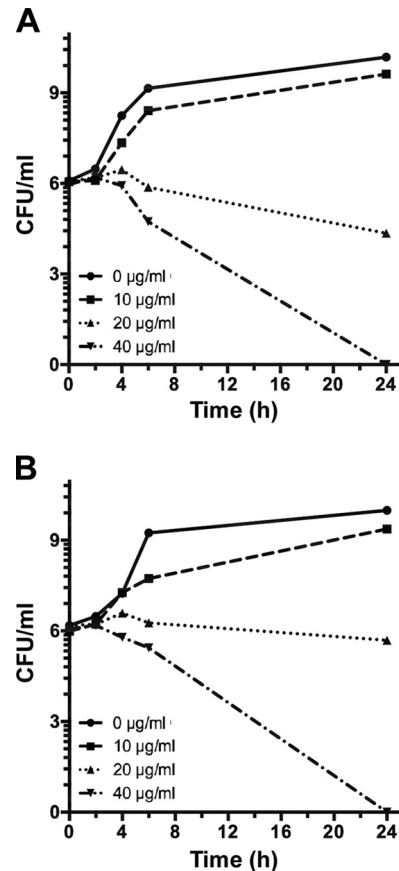 A
CFU/ml
9
6
3
0
0 µg/ml
10 µg/ml
20 µg/ml
40 µg/ml
0 4 8 12 16 20 24
Time (h)
B
CFU/ml
9
6
3
0
0 µg/ml
10 µg/ml
20 µg/ml
40 µg/ml
0 4 8 12 16 20 24
Time (h)